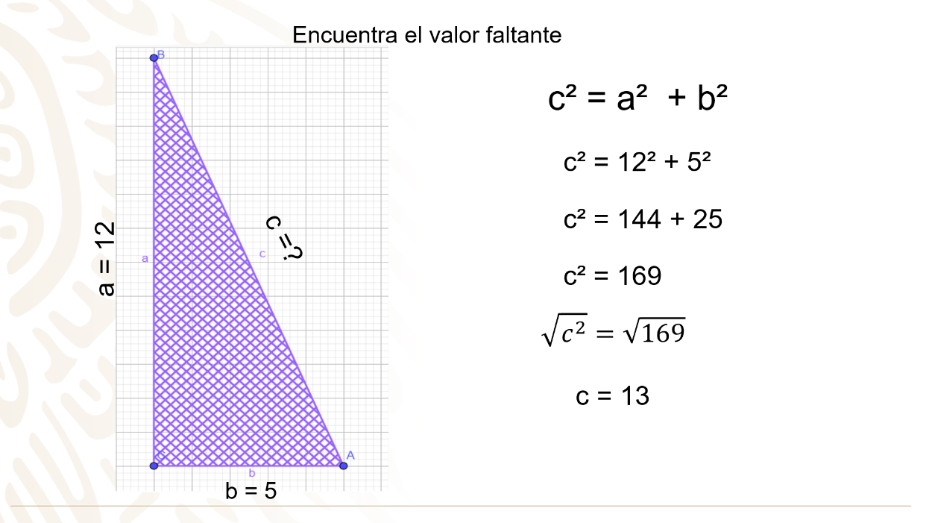 Encuentra el valor faltante
B
a = 12
a
c =?
c
A
b
b = 5
c² = a² + b²
c² = 12² + 5²
c² = 144 + 25
c² = 169
√c² = √169
c = 13